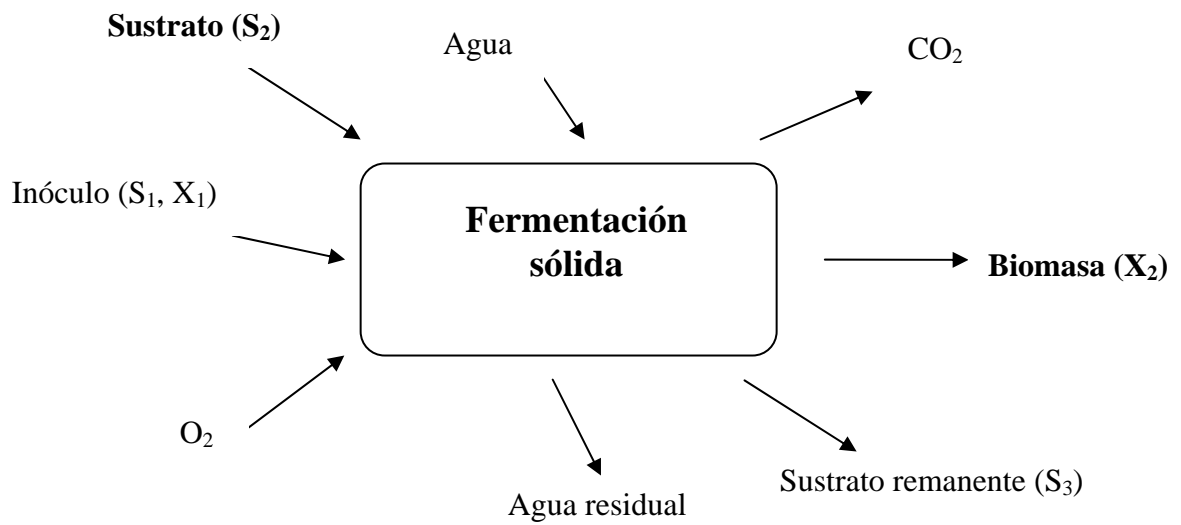 Sustrato (S₂)
Agua
CO₂
Inóculo (S₁, X₁)
Fermentación
sólida
Biomasa (X₂)
O₂
Sustrato remanente (S₃)
Agua residual